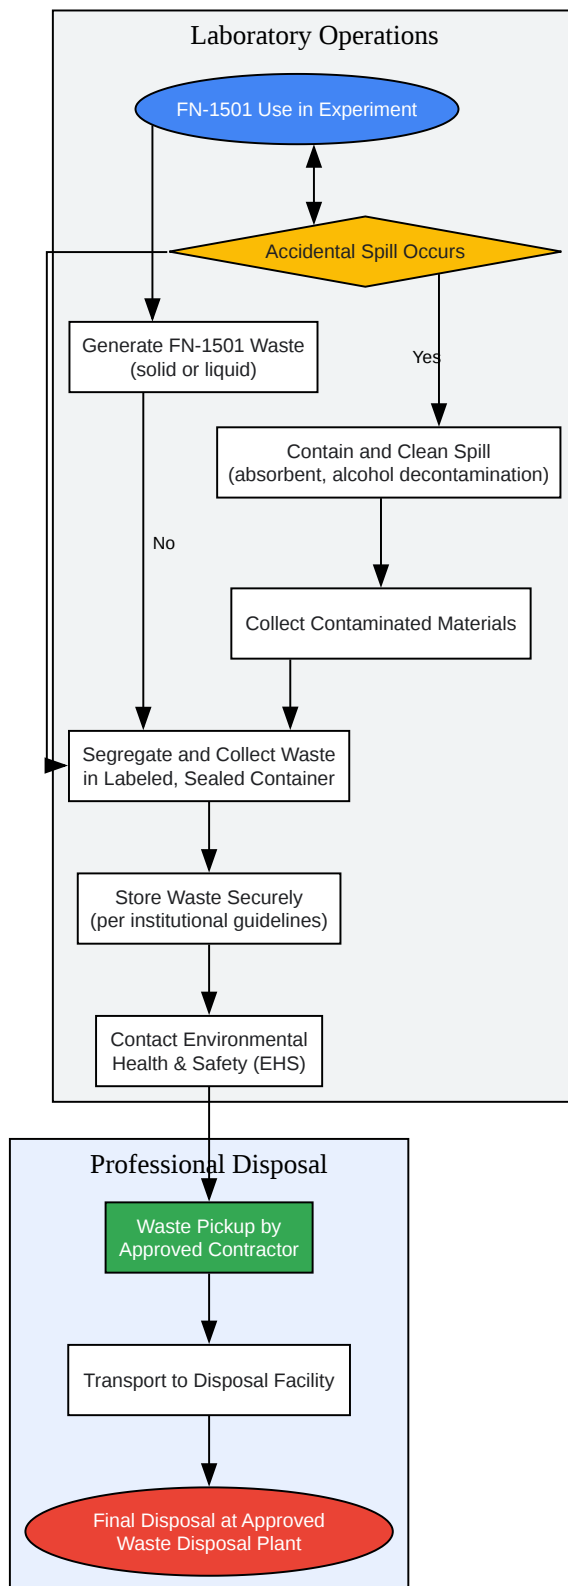 Laboratory Operations
FN-1501 Use in Experiment
Accidental Spill Occurs
Generate FN-1501 Waste
(solid or liquid)
Yes
Contain and Clean Spill
(absorbent, alcohol decontamination)
No
Collect Contaminated Materials
Segregate and Collect Waste
in Labeled, Sealed Container
Store Waste Securely
(per institutional guidelines)
Contact Environmental
Health & Safety (EHS)
Professional Disposal
Waste Pickup by
Approved Contractor
Transport to Disposal Facility
Final Disposal at Approved
Waste Disposal Plant